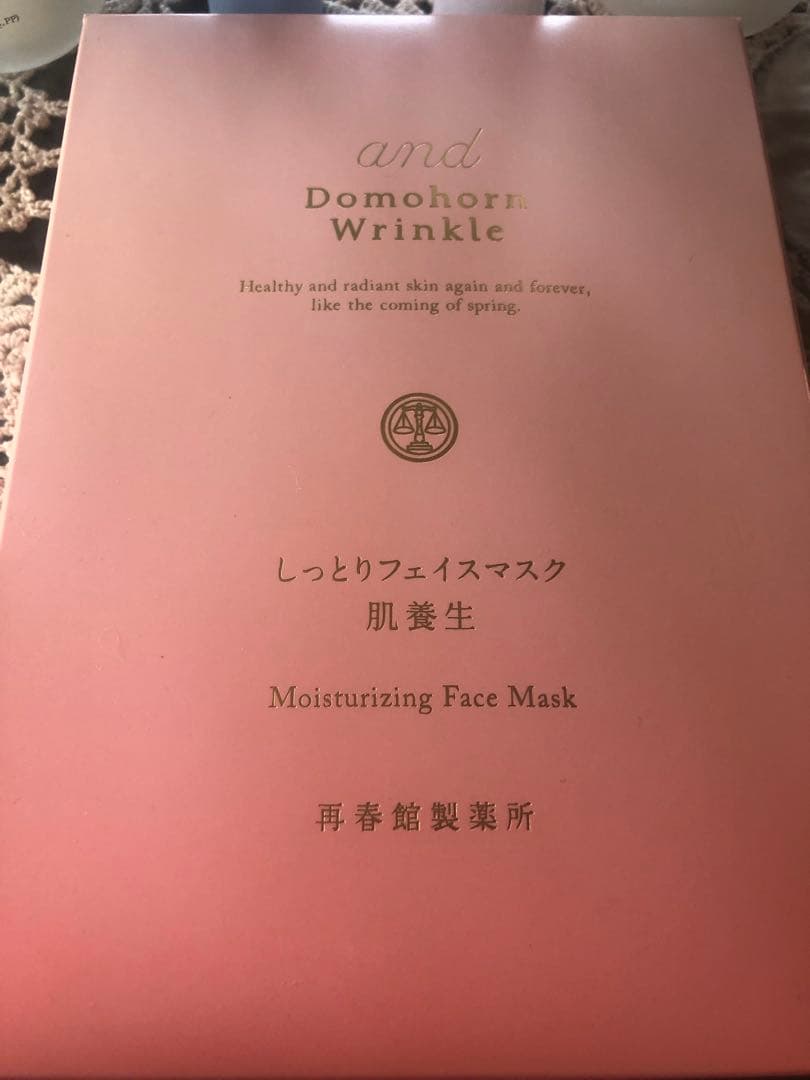 PP)
and
Domohorn
Wrinkle
Healthy and radiant skin again and forever,
like the coming of spring.
しっとりフェイスマスク
肌養生
Moisturizing Face Mask
再春館製薬所